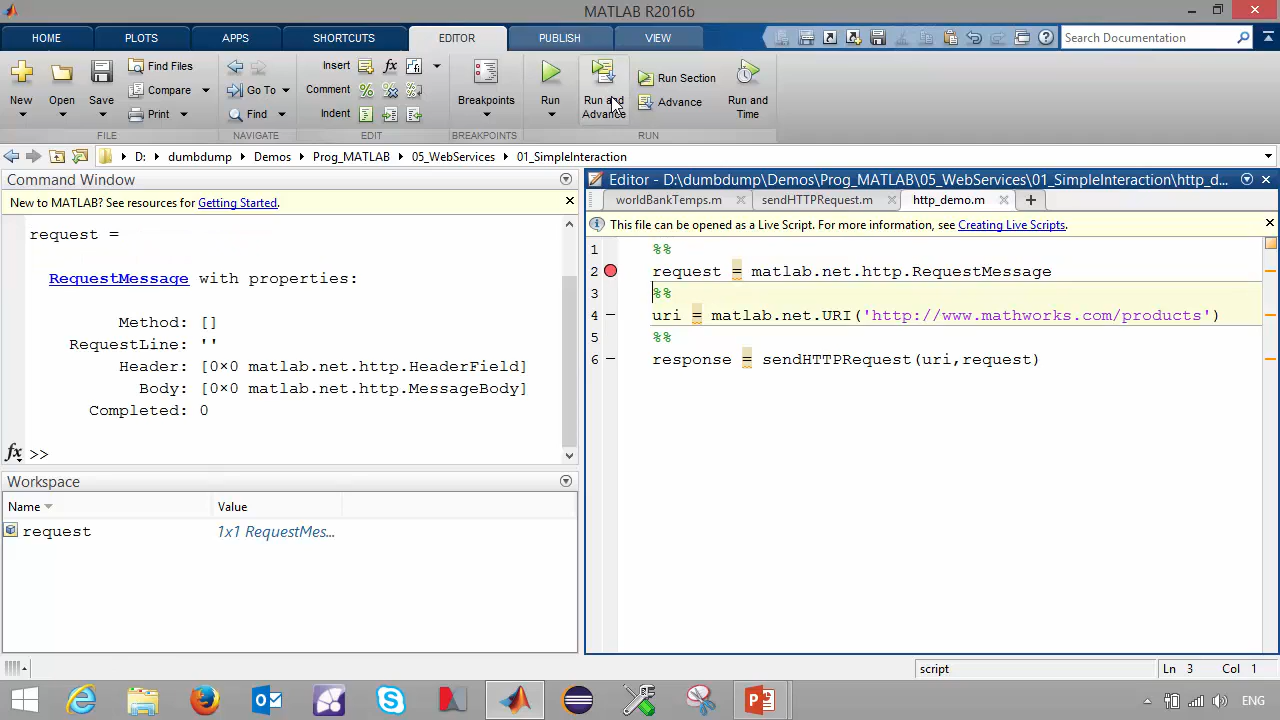 MATLAB R2016b
HOME PLOTS APPS SHORTCUTS EDITOR PUBLISH VIEW Search Documentation
New Open Save Find Files Compare Print
FILE
Go To Find
NAVIGATE
Insert fx
Comment
Indent
EDIT
Breakpoints
BREAKPOINTS
Run Run and Advance Run Section Advance Run and Time
RUN
D: dumbdump Demos Prog_MATLAB 05_WebServices 01_SimpleInteraction
Command Window
New to MATLAB? See resources for Getting Started.
request =
RequestMessage with properties:
Method: []
RequestLine: ''
Header: [0×0 matlab.net.http.HeaderField]
Body: [0×0 matlab.net.http.MessageBody]
Completed: 0
fx >>
Workspace
Name Value
request 1x1 RequestMes...
Editor - D:\dumbdump\Demos\Prog_MATLAB\05_WebServices\01_SimpleInteraction\http_d...
worldBankTemps.m sendHTTPRequest.m http_demo.m
This file can be opened as a Live Script. For more information, see Creating Live Scripts.
1 %%
2 request = matlab.net.http.RequestMessage
3 %%
4 uri = matlab.net.URI('http://www.mathworks.com/products')
5 %%
6 response = sendHTTPRequest(uri,request)
script Ln 3 Col 1
ENG